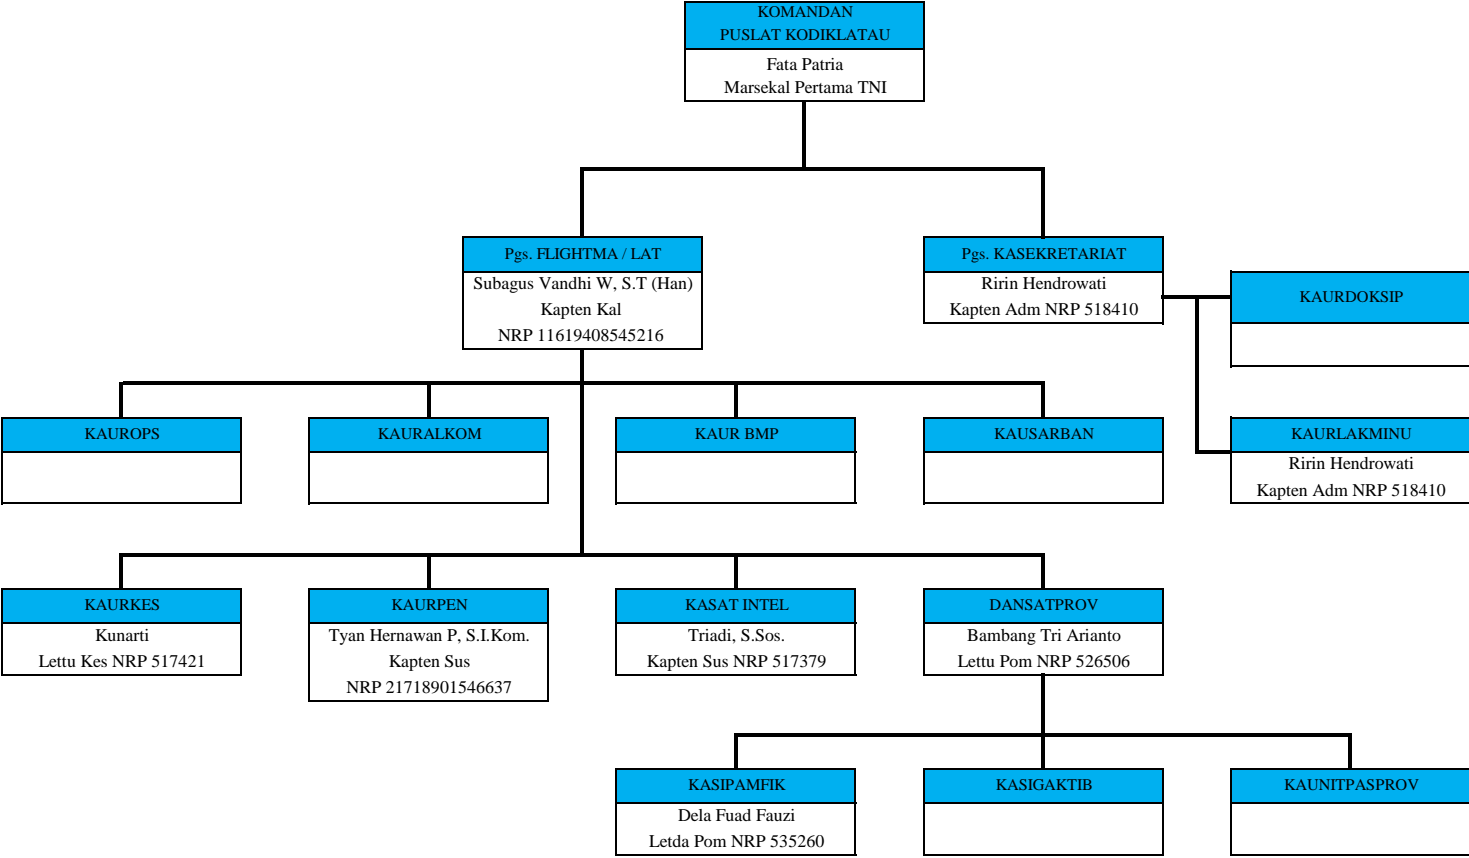 KOMANDAN
PUSLAT KODIKLATAU
Fata Patria
Marsekal Pertama TNI
Pgs. FLIGHTMA / LAT
Subagus Vandhi W, S.T (Han)
Kapten Kal
NRP 11619408545216
Pgs. KASEKRETARIAT
Ririn Hendrowati
Kapten Adm NRP 518410
KAURDOKSIP
KAUROPS
KAURALKOM
KAUR BMP
KAUSARBAN
KAURLAKMINU
Ririn Hendrowati
Kapten Adm NRP 518410
KAURKES
Kunarti
Lettu Kes NRP 517421
KAURPEN
Tyan Hernawan P, S.I.Kom.
Kapten Sus
NRP 21718901546637
KASAT INTEL
Triadi, S.Sos.
Kapten Sus NRP 517379
DANSATPROV
Bambang Tri Arianto
Lettu Pom NRP 526506
KASIPAMFIK
Dela Fuad Fauzi
Letda Pom NRP 535260
KASIGAKTIB
KAUNITPASPROV